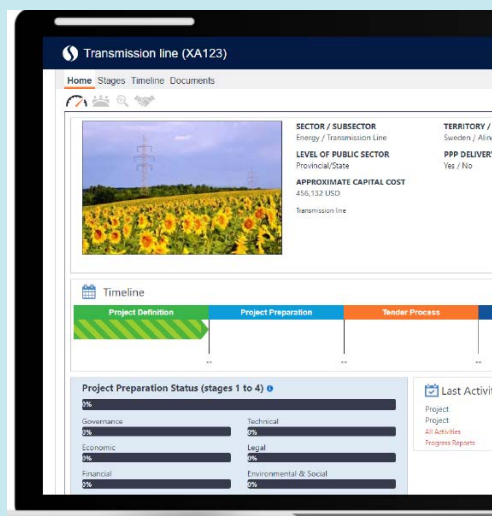 Transmission line (XA123)
Home Stages Timeline Documents
SECTOR / SUBSECTOR
Energy / Transmission Line
TERRITORY /
Sweden /
LEVEL OF PUBLIC SECTOR
Provincial/State
PPP DELIVERY
Yes / No
APPROXIMATE CAPITAL COST
456,132 USD
Transmission line
Timeline
Project Definition Project Preparation Tender Process
-- -- --
Project Preparation Status (stages 1 to 4)
0%
Governance Technical
0% 0%
Economic Legal
0% 0%
Financial Environmental & Social
0% 0%
Last Activi
Project
Project
All Activities
Progress Reports